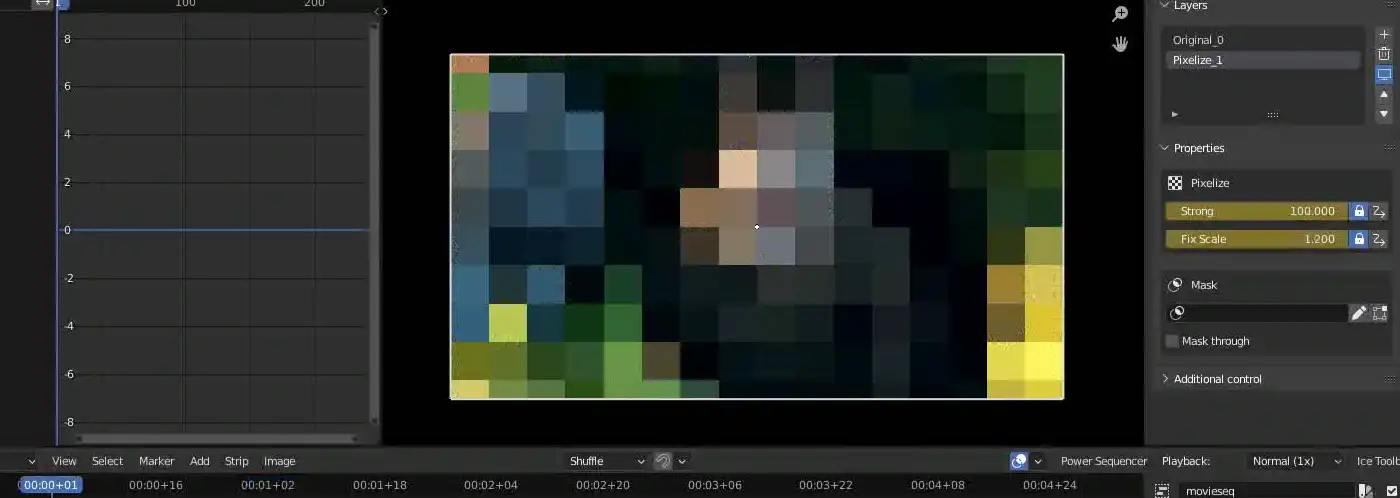 100 200
8
6
4
2
0
-2
-4
-6
-8
Layers
Original_0
Pixelize_1
Properties
Pixelize
Strong 100.000
Fix Scale 1.200
Mask
Mask through
Additional control
View Select Marker Add Strip Image Shuffle Power Sequencer Playback: Normal (1x) Ice Toolb
00:00+01 00:00+16 00:01+02 00:01+18 00:02+04 00:02+20 00:03+06 00:03+22 00:04+08 00:04+24
movieseq